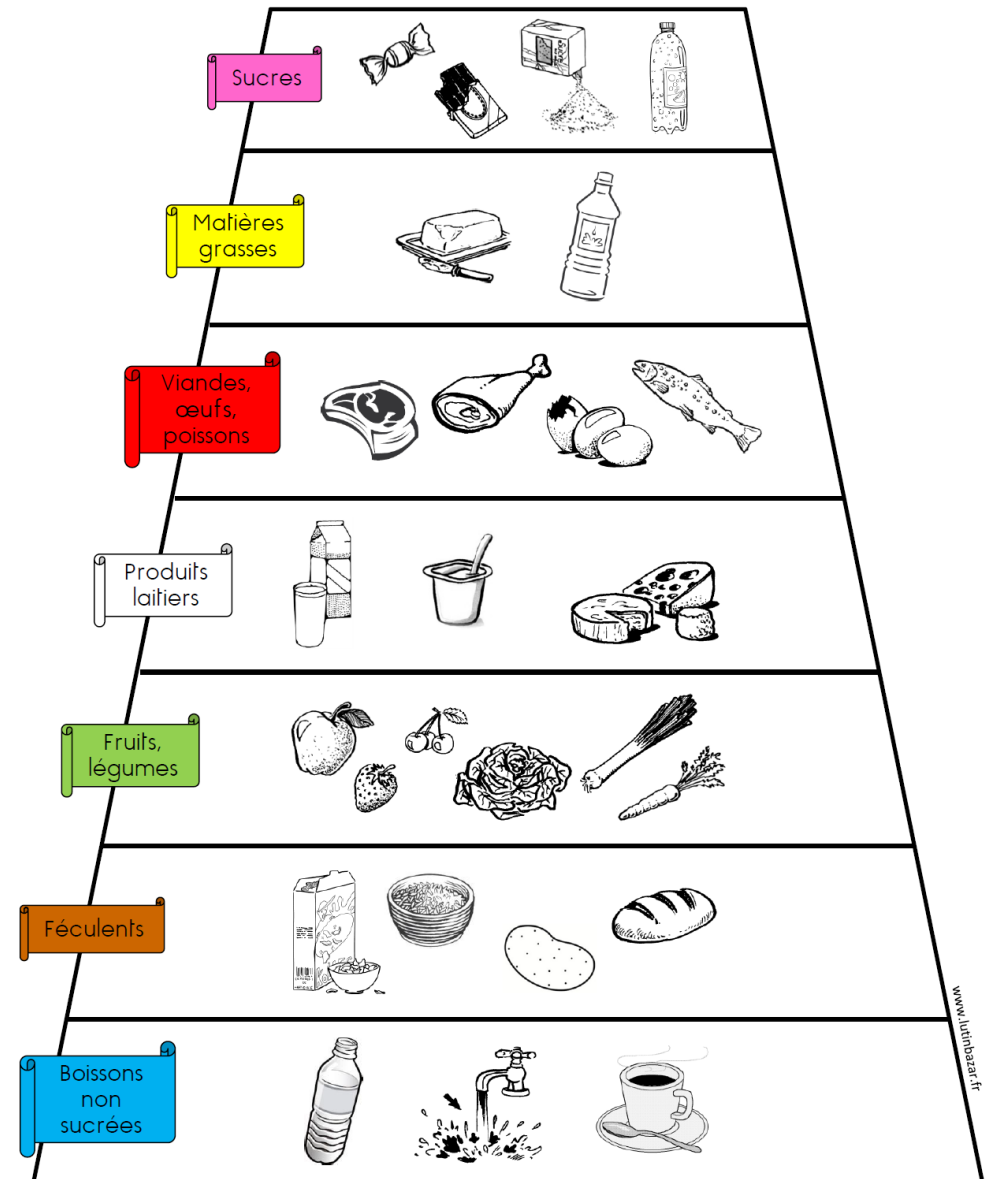 Sucres
Matières
grasses
Viandes,
œufs,
poissons
Produits
laitiers
Fruits,
légumes
Féculents
www.lutinbazar.fr
Boissons
non
sucrées